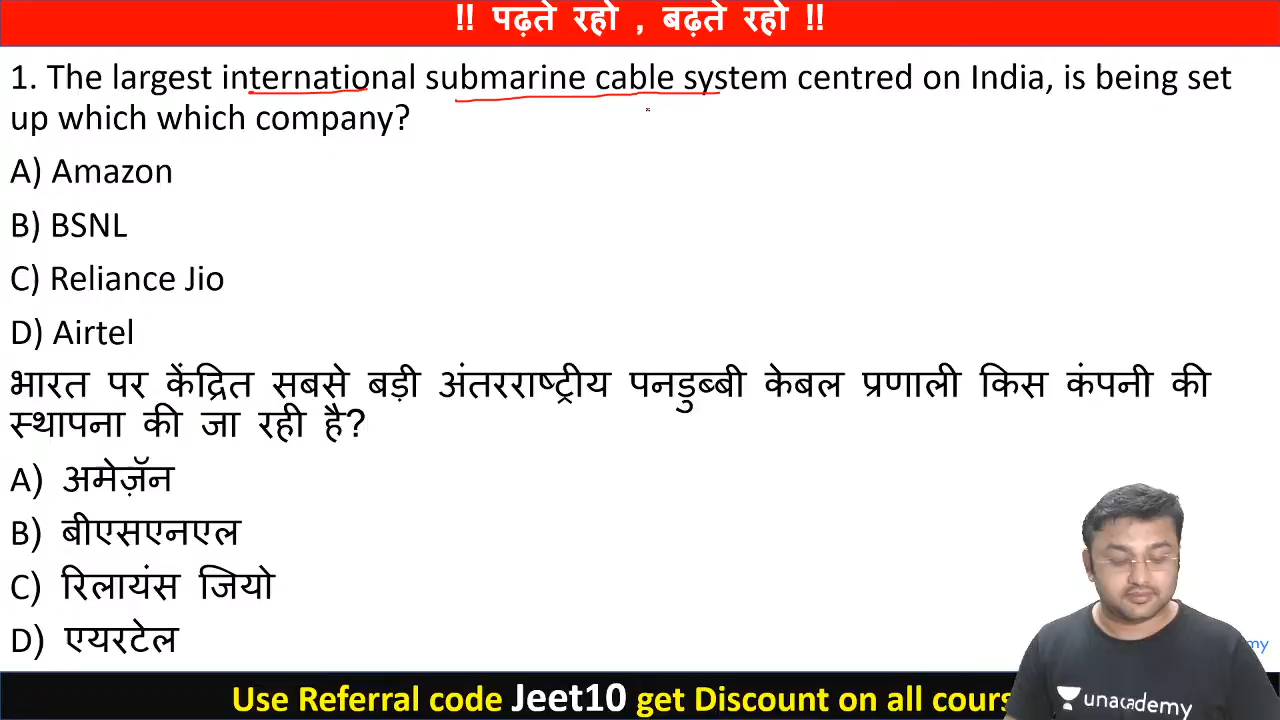 !! पढ़ते रहो , बढ़ते रहो !!
1. The largest international submarine cable system centred on India, is being set
up which which company?
A) Amazon
B) BSNL
C) Reliance Jio
D) Airtel
भारत पर केंद्रित सबसे बड़ी अंतरराष्ट्रीय पनडुब्बी केबल प्रणाली किस कंपनी की
स्थापना की जा रही है?
A) अमेज़ॅन
B) बीएसएनएल
C) रिलायंस जियो
D) एयरटेल
my
Use Referral code Jeet10 get Discount on all cours
unacademy